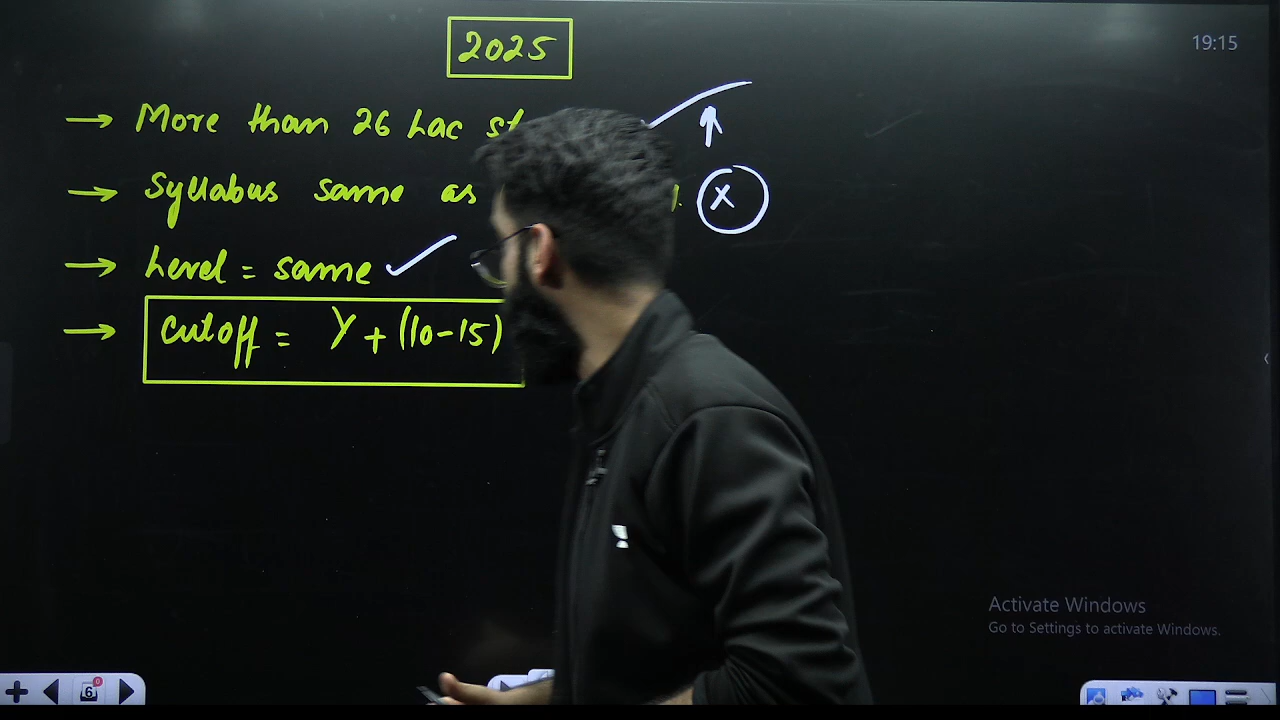 2025
19:15
→ More than 26 Lac
→ Syllabus same as
→ Level = same ✓
→ Cutoff = Y + (10-15)
Activate Windows
Go to Settings to activate Windows.
6